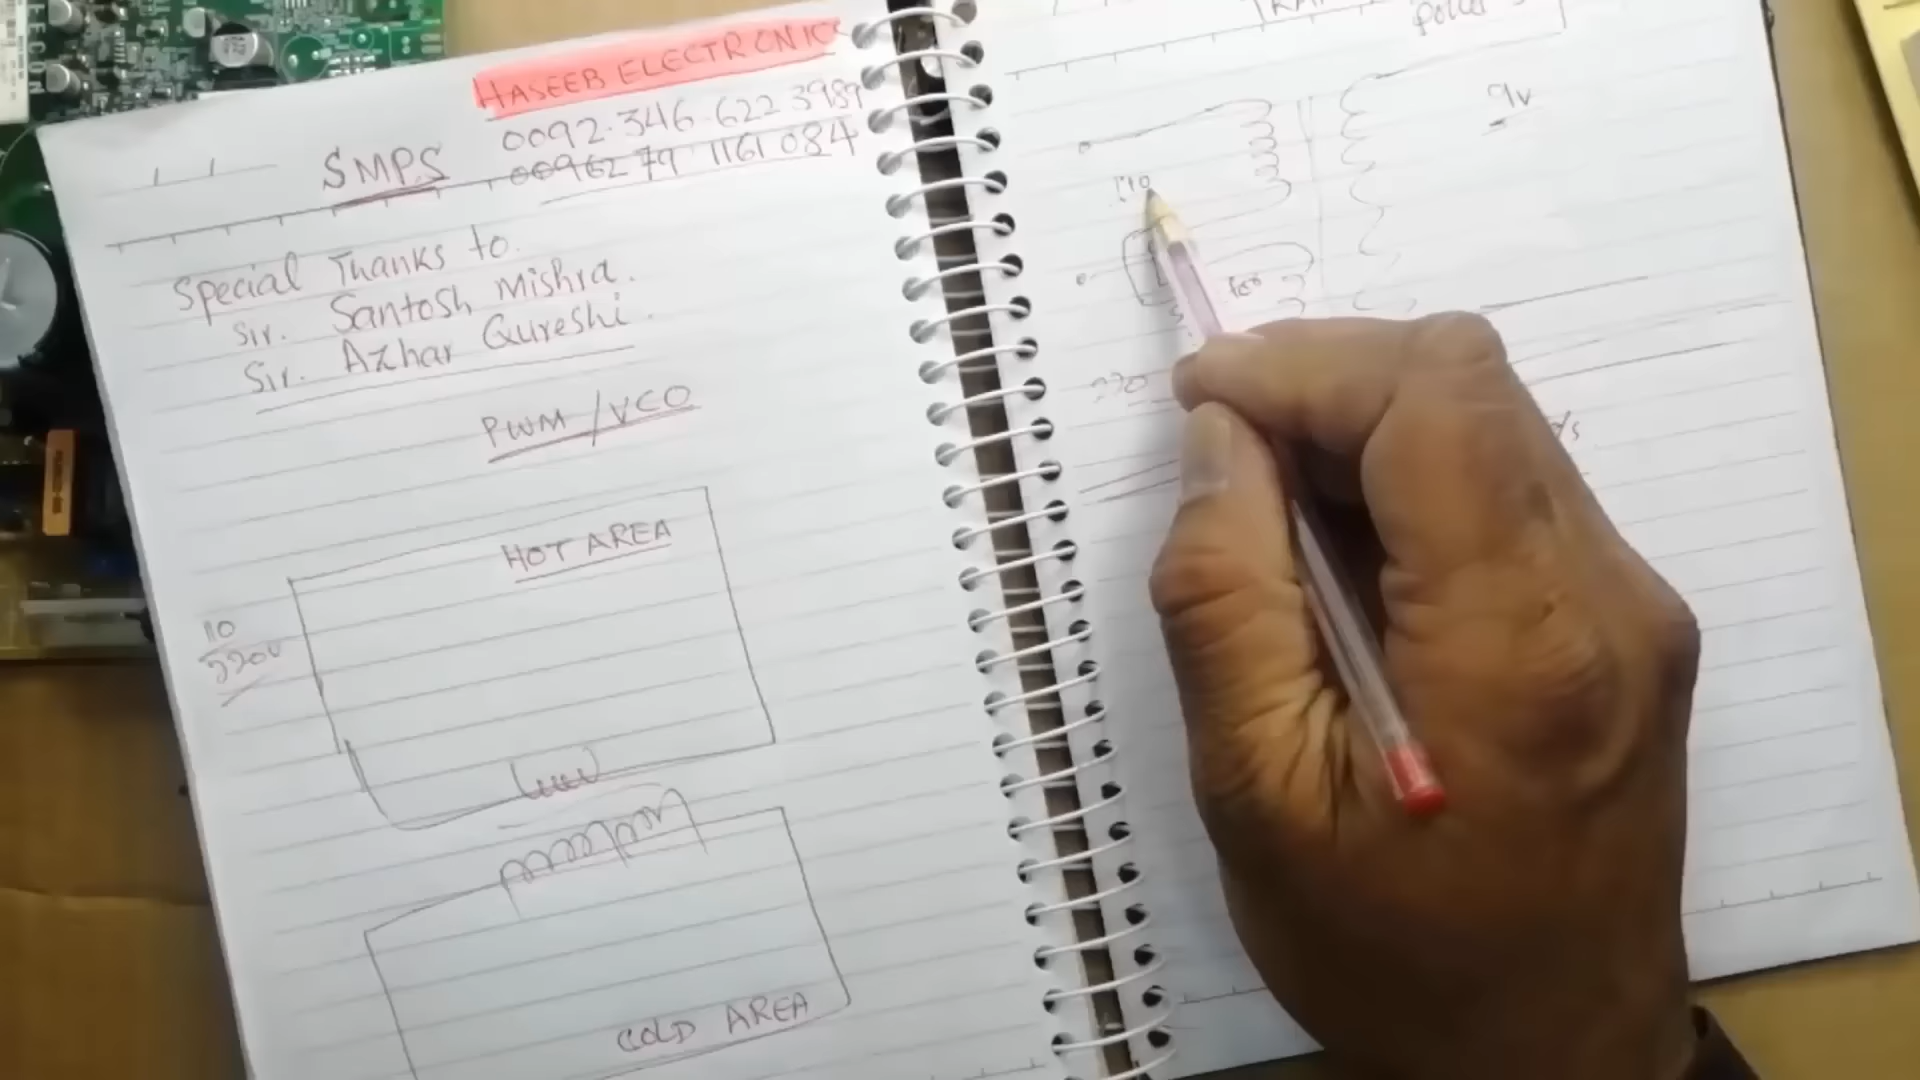 HASEEB ELECTRONICS
0092.346.622 3989
SMPS 00962 79 1161 084
Special Thanks to.
Sir. Santosh Mishra.
Sir. Azhar Qureshi.
PWM/VCO
HOT AREA
110
220v
COLD AREA
9v
110
220